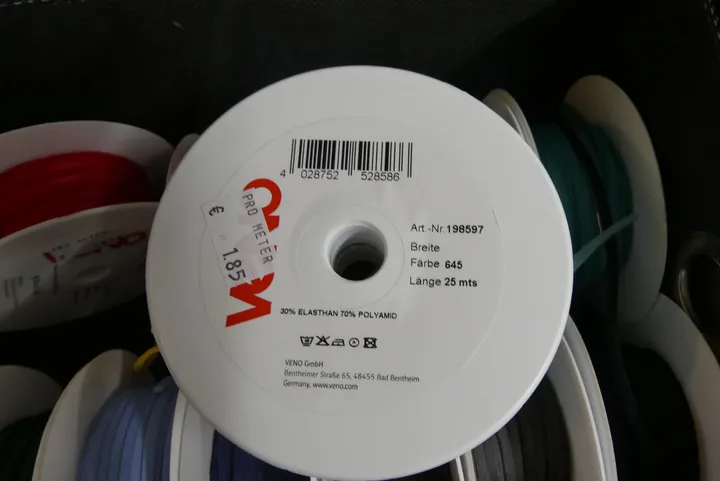 4 028752 528586
VENO
PRO METER
€ 1.85
Art.-Nr. 198597
Breite
Färbe 645
Länge 25 mts
30% ELASTHAN 70% POLYAMID
VENO GmbH
Bentheimer Straße 65, 48455 Bad Bentheim
Germany, www.veno.com